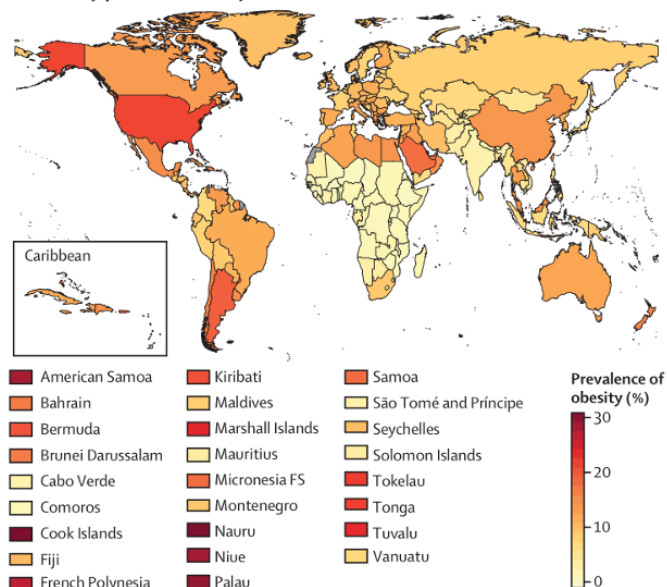 Caribbean
American Samoa
Bahrain
Bermuda
Brunei Darussalam
Cabo Verde
Comoros
Cook Islands
Fiji
French Polynesia
Kiribati
Maldives
Marshall Islands
Mauritius
Micronesia FS
Montenegro
Nauru
Niue
Palau
Samoa
São Tomé and Príncipe
Seychelles
Solomon Islands
Tokelau
Tonga
Tuvalu
Vanuatu
Prevalence of
obesity (%)
30
20
10
0